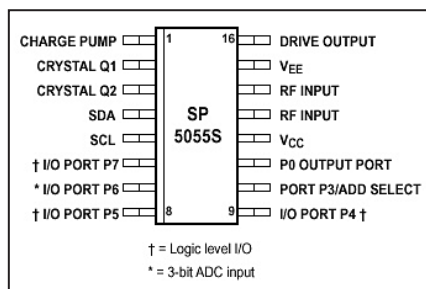 CHARGE PUMP 1 16 DRIVE OUTPUT
CRYSTAL Q1 VEE
CRYSTAL Q2 RF INPUT
SDA SP RF INPUT
SCL 5055S VCC
† I/O PORT P7 P0 OUTPUT PORT
* I/O PORT P6 PORT P3/ADD SELECT
† I/O PORT P5 8 9 I/O PORT P4 †
† = Logic level I/O
* = 3-bit ADC input